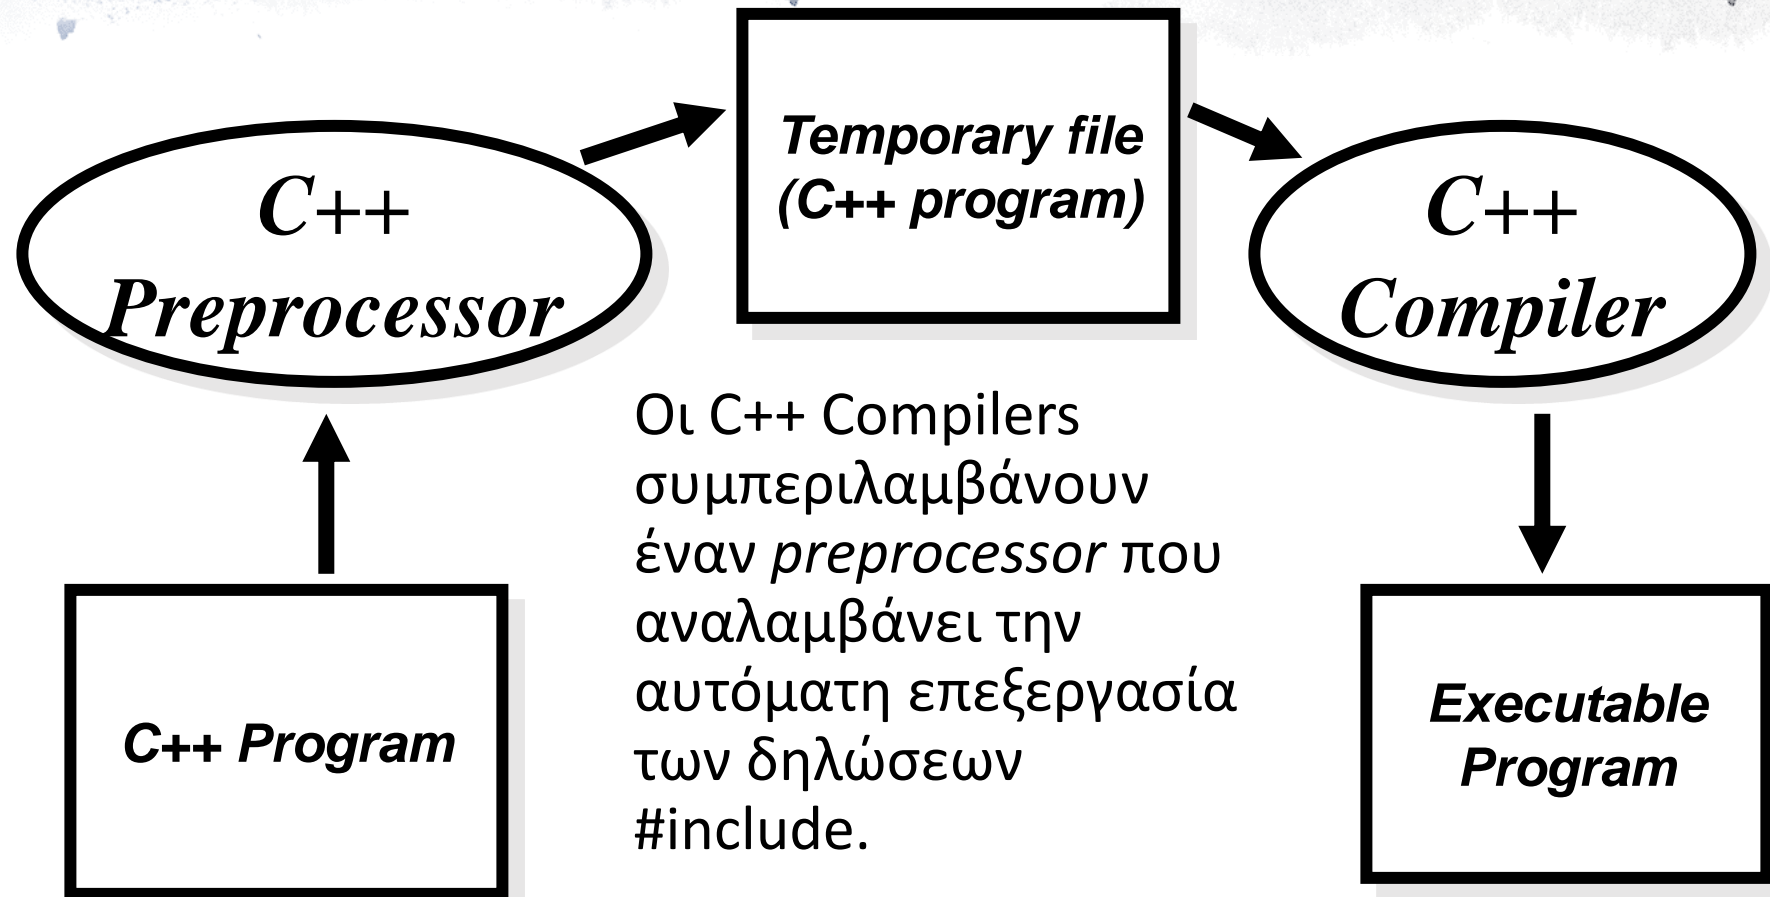 Temporary file
(C++ program)
C++
Preprocessor
C++
Compiler
Οι C++ Compilers
συμπεριλαμβάνουν
έναν preprocessor που
αναλαμβάνει την
αυτόματη επεξεργασία
των δηλώσεων
#include.
C++ Program
Executable
Program